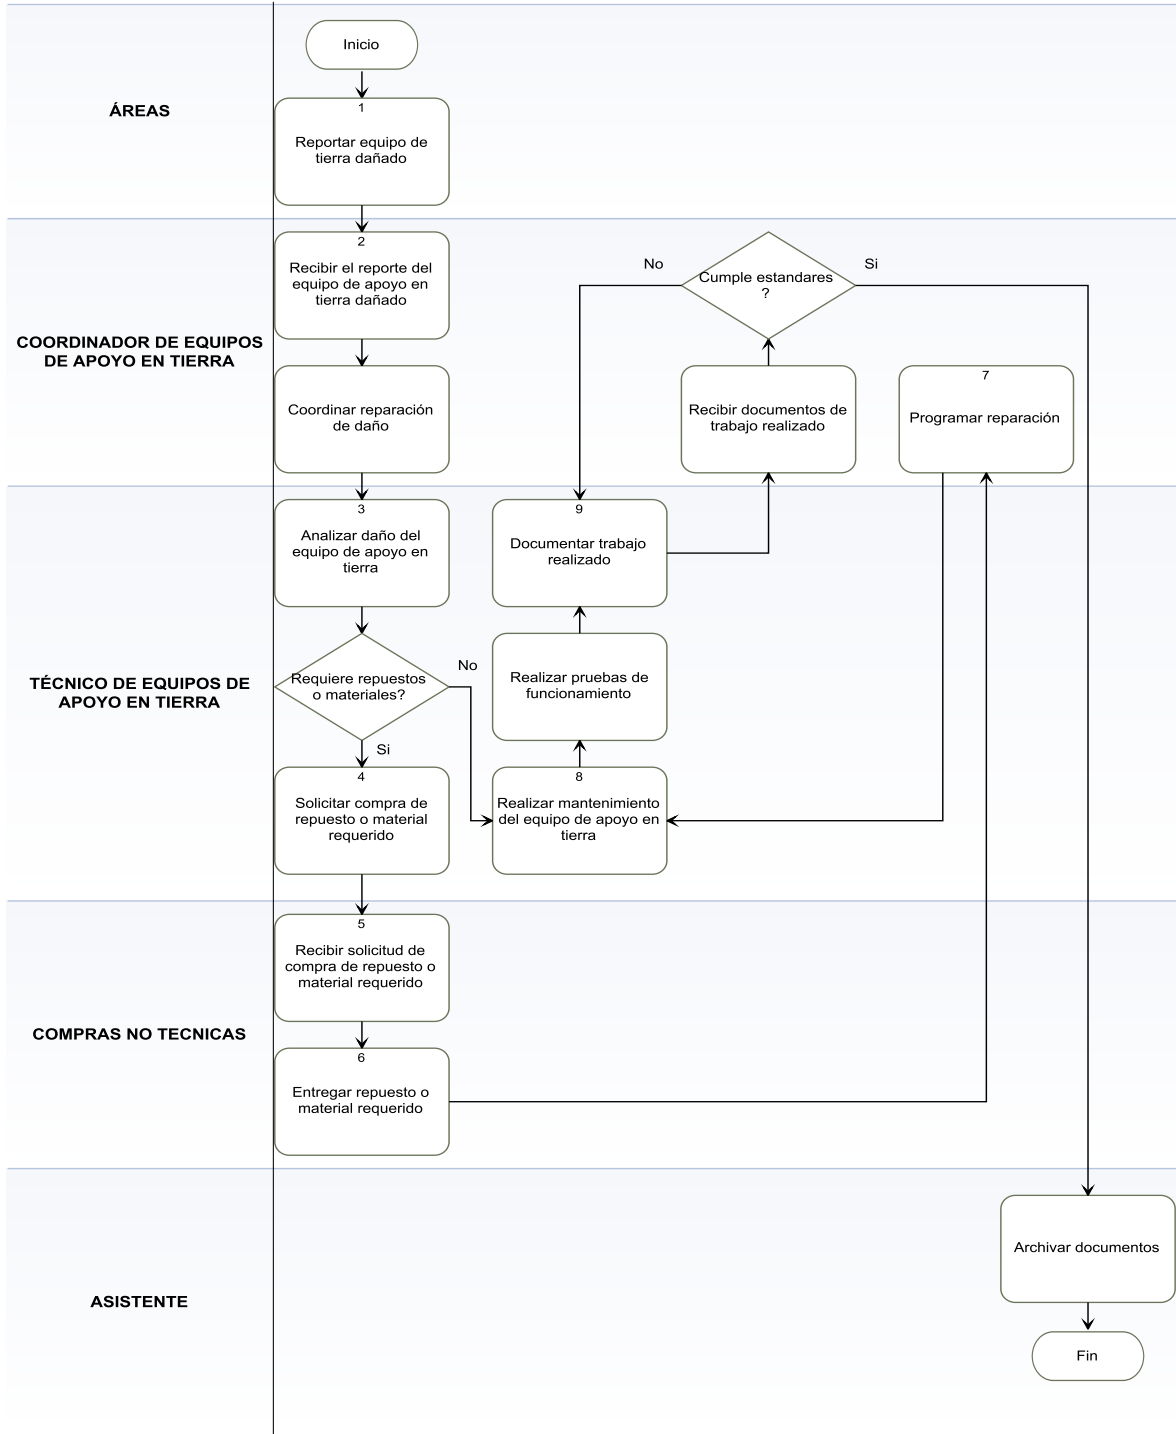 ÁREAS
Inicio
1
Reportar equipo de
tierra dañado
COORDINADOR DE EQUIPOS
DE APOYO EN TIERRA
2
Recibir el reporte del
equipo de apoyo en
tierra dañado
Coordinar reparación
de daño
No
Cumple estandares
?
Si
Recibir documentos de
trabajo realizado
7
Programar reparación
TÉCNICO DE EQUIPOS DE
APOYO EN TIERRA
3
Analizar daño del
equipo de apoyo en
tierra
Requiere repuestos
o materiales?
No
Si
4
Solicitar compra de
repuesto o material
requerido
9
Documentar trabajo
realizado
Realizar pruebas de
funcionamiento
8
Realizar mantenimiento
del equipo de apoyo en
tierra
COMPRAS NO TECNICAS
5
Recibir solicitud de
compra de repuesto o
material requerido
6
Entregar repuesto o
material requerido
ASISTENTE
Archivar documentos
Fin